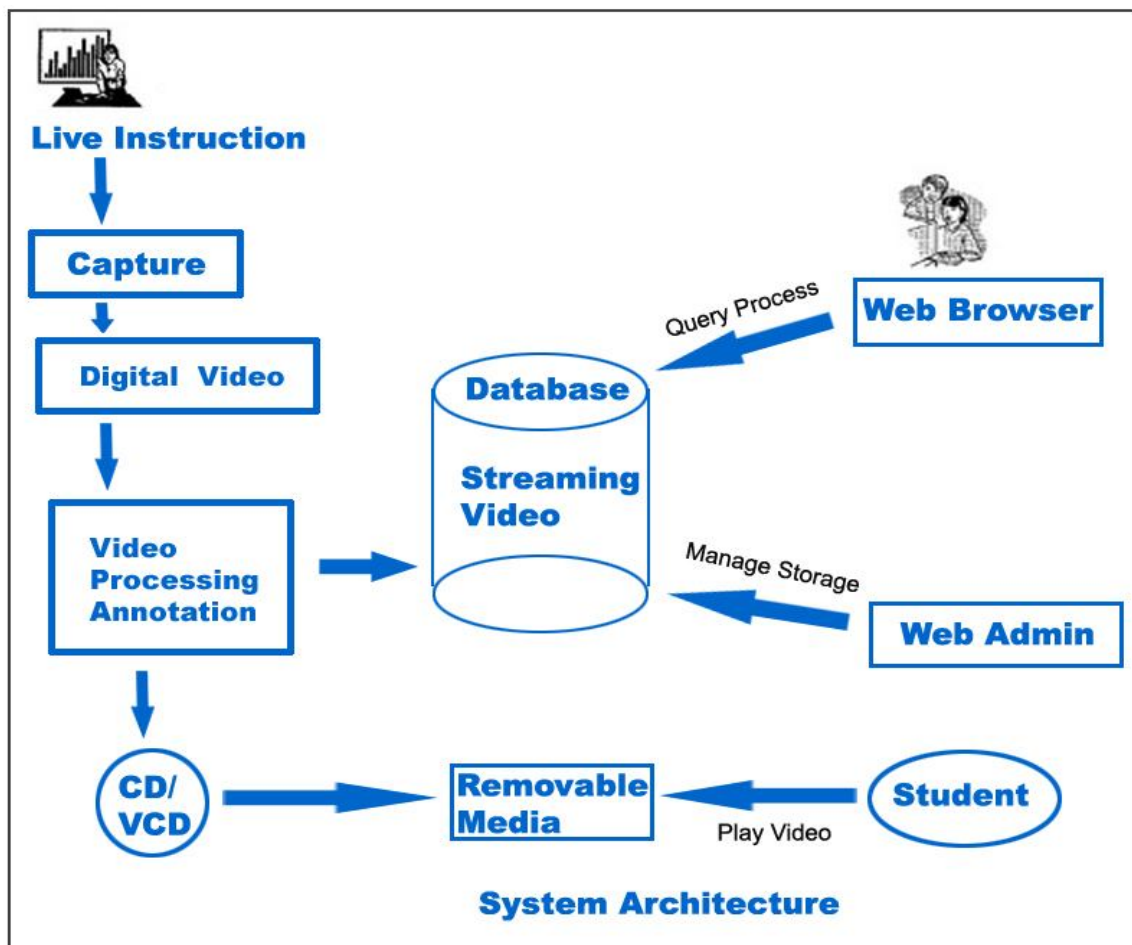 Live Instruction
Capture
Digital Video
Video
Processing
Annotation
CD/
VCD
Database
Streaming
Video
Query Process
Web Browser
Manage Storage
Web Admin
Removable
Media
Play Video
Student
System Architecture